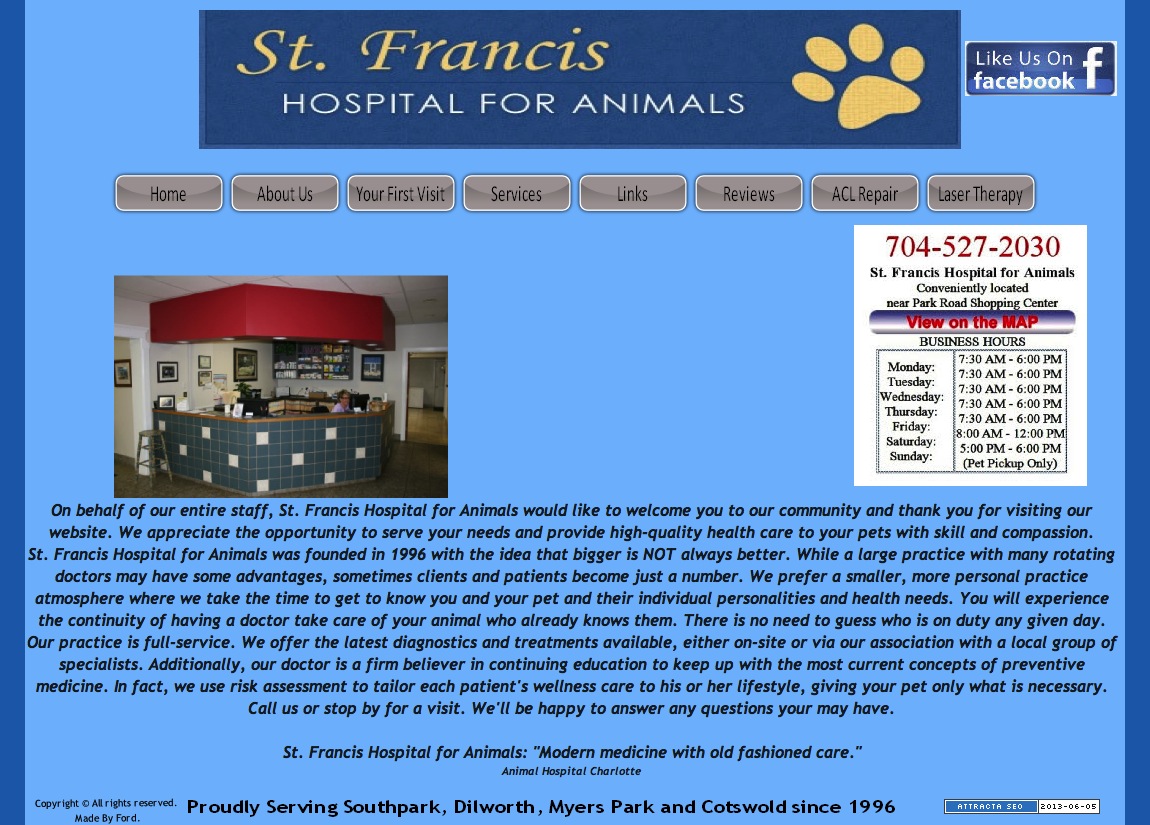 St. Francis
HOSPITAL FOR ANIMALS
Like Us On
facebook
Home
About Us
Your First Visit
Services
Links
Reviews
ACL Repair
Laser Therapy
704-527-2030
St. Francis Hospital for Animals
Conveniently located
near Park Road Shopping Center
View on the MAP
BUSINESS HOURS
Monday:
Tuesday:
Wednesday:
Thursday:
Friday:
Saturday:
Sunday:
7:30 AM - 6:00 PM
7:30 AM - 6:00 PM
7:30 AM - 6:00 PM
7:30 AM - 6:00 PM
7:30 AM - 6:00 PM
8:00 AM - 12:00 PM
5:00 PM - 6:00 PM
(Pet Pickup Only)
On behalf of our entire staff, St. Francis Hospital for Animals would like to welcome you to our community and thank you for visiting our
website. We appreciate the opportunity to serve your needs and provide high-quality health care to your pets with skill and compassion.
St. Francis Hospital for Animals was founded in 1996 with the idea that bigger is NOT always better. While a large practice with many rotating
doctors may have some advantages, sometimes clients and patients become just a number. We prefer a smaller, more personal practice
atmosphere where we take the time to get to know you and your pet and their individual personalities and health needs. You will experience
the continuity of having a doctor take care of your animal who already knows them. There is no need to guess who is on duty any given day.
Our practice is full-service. We offer the latest diagnostics and treatments available, either on-site or via our association with a local group of
specialists. Additionally, our doctor is a firm believer in continuing education to keep up with the most current concepts of preventive
medicine. In fact, we use risk assessment to tailor each patient's wellness care to his or her lifestyle, giving your pet only what is necessary.
Call us or stop by for a visit. We'll be happy to answer any questions your may have.
St. Francis Hospital for Animals: "Modern medicine with old fashioned care."
Animal Hospital Charlotte
Copyright © All rights reserved.
Made By Ford.
Proudly Serving Southpark, Dilworth, Myers Park and Cotswold since 1996
ATTRACTA SEO
2013-06-05